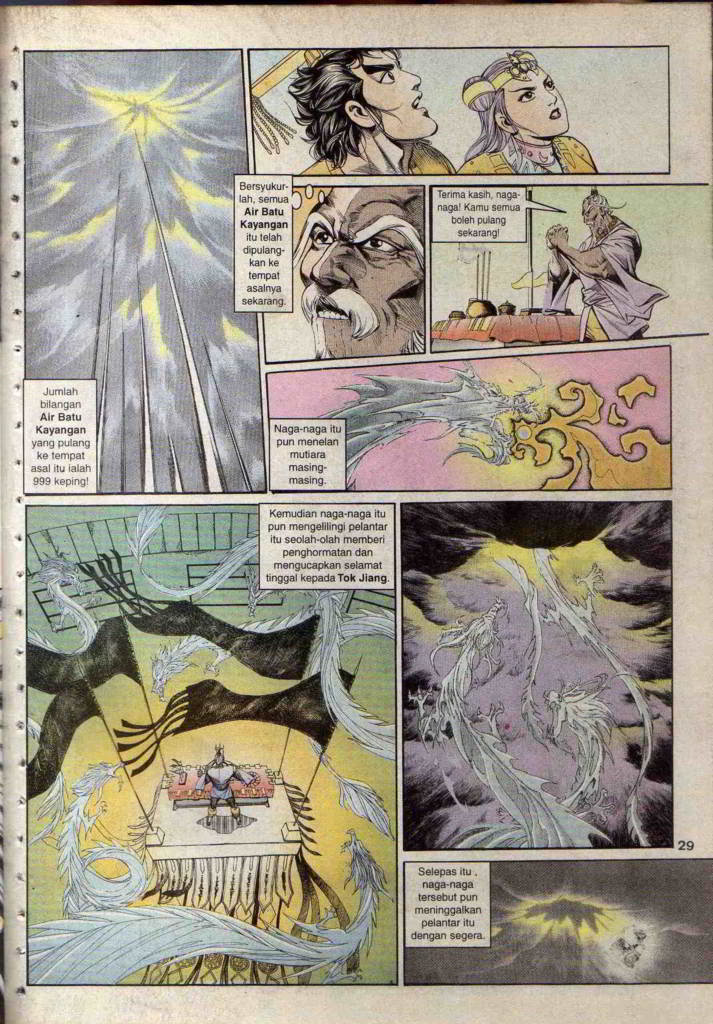 Jumlah
bilangan
Air Batu
Kayangan
yang pulang
ke tempat
asal itu ialah
999 keping!
Bersyukur-
lah, semua
Air Batu
Kayangan
itu telah
dipulang-
kan ke
tempat
asalnya
sekarang.
Terima kasih, naga-
naga! Kamu semua
boleh pulang
sekarang!
Naga-naga itu
pun menelan
mutiara
masing-
masing.
Kemudian naga-naga itu
pun mengelilingi pelantar
itu seolah-olah memberi
penghormatan dan
mengucapkan selamat
tinggal kepada Tok Jiang.
Selepas itu ,
naga-naga
tersebut pun
meninggalkan
pelantar itu
dengan segera.
29